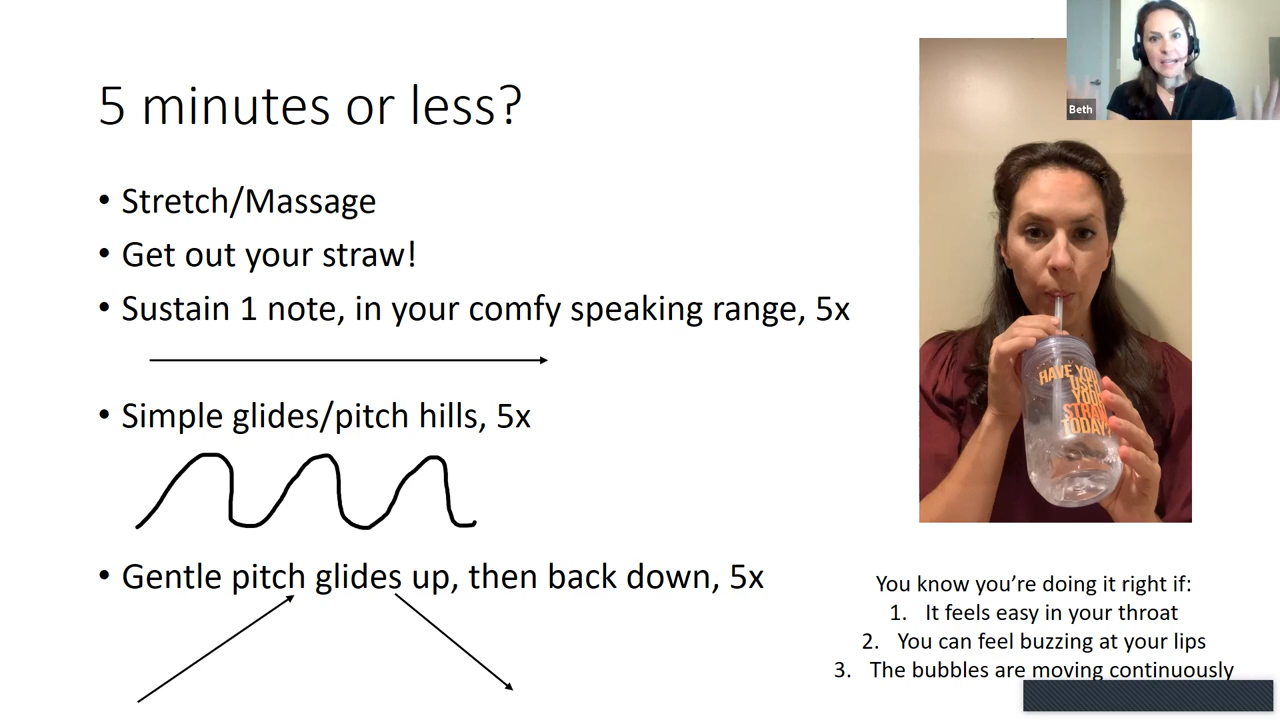 Beth
5 minutes or less?
• Stretch/Massage
• Get out your straw!
• Sustain 1 note, in your comfy speaking range, 5x
• Simple glides/pitch hills, 5x
• Gentle pitch glides up, then back down, 5x
HAVE YOU
USED
YOUR
STRAW
TODAY?
You know you’re doing it right if:
1. It feels easy in your throat
2. You can feel buzzing at your lips
3. The bubbles are moving continuously